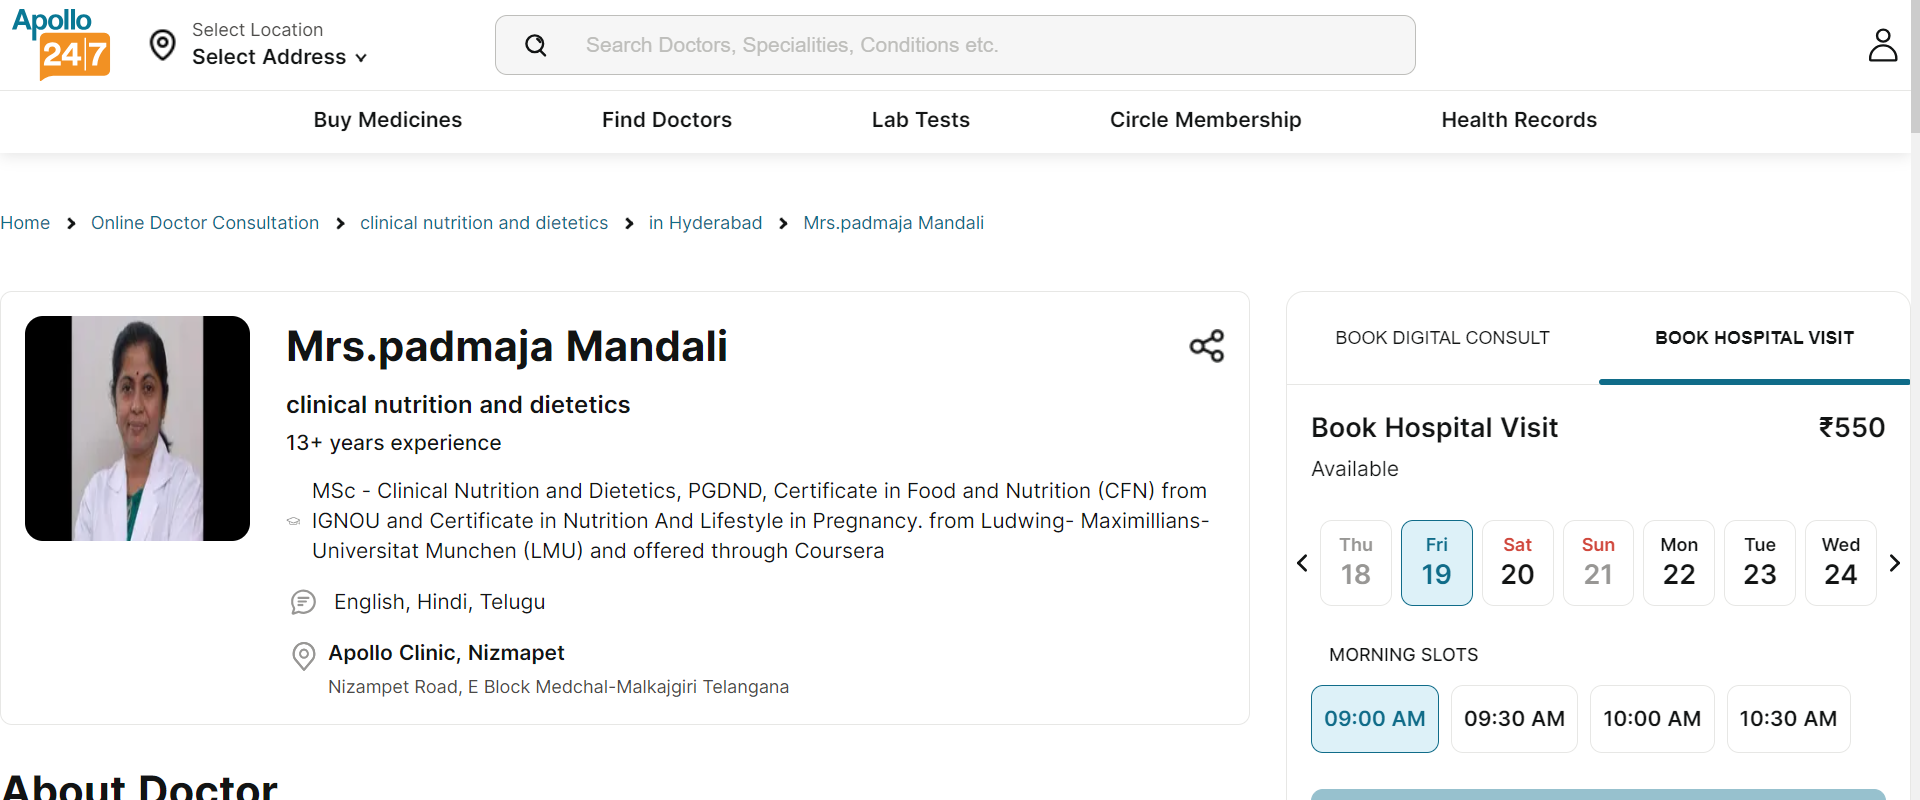 Apollo
24|7
Select Location
Select Address
Search Doctors, Specialities, Conditions etc.
Buy Medicines
Find Doctors
Lab Tests
Circle Membership
Health Records
Home > Online Doctor Consultation > clinical nutrition and dietetics > in Hyderabad > Mrs.padmaja Mandali
Mrs.padmaja Mandali
clinical nutrition and dietetics
13+ years experience
MSc - Clinical Nutrition and Dietetics, PGDND, Certificate in Food and Nutrition (CFN) from
IGNOU and Certificate in Nutrition And Lifestyle in Pregnancy. from Ludwing- Maximillians-
Universitat Munchen (LMU) and offered through Coursera
English, Hindi, Telugu
Apollo Clinic, Nizmapet
Nizampet Road, E Block Medchal-Malkajgiri Telangana
About Doctor
BOOK DIGITAL CONSULT
BOOK HOSPITAL VISIT
Book Hospital Visit
₹550
Available
Thu Fri Sat Sun Mon Tue Wed
18 19 20 21 22 23 24
MORNING SLOTS
09:00 AM 09:30 AM 10:00 AM 10:30 AM